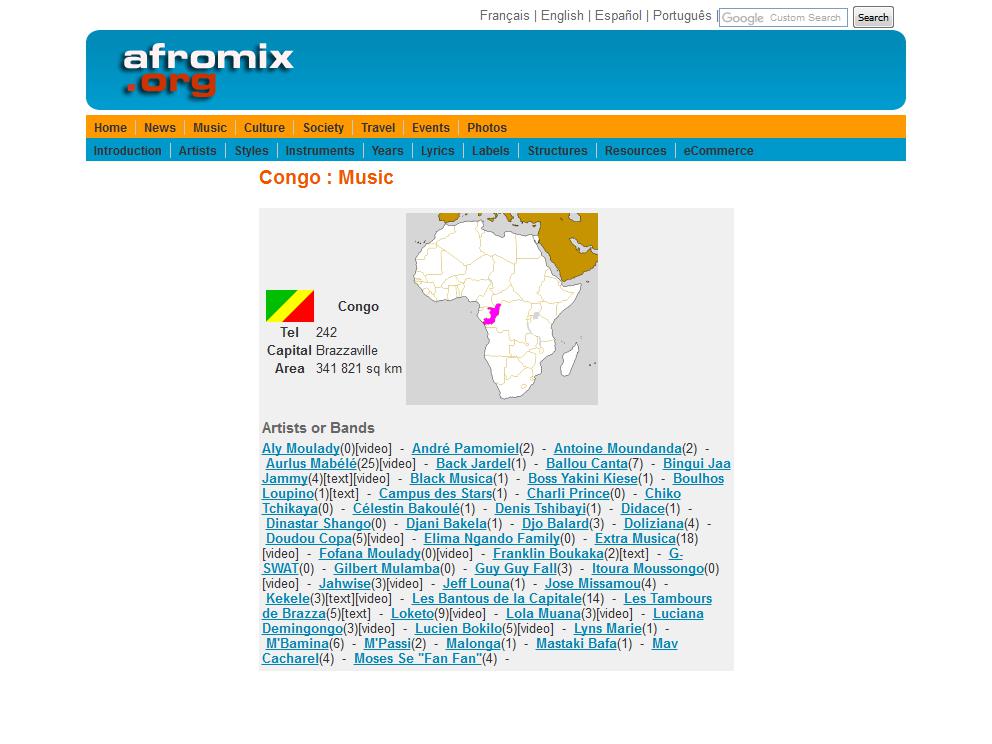 Français | English | Español | Português | Google Custom Search Search
afromix
.org
Home News Music Culture Society Travel Events Photos
Introduction Artists Styles Instruments Years Lyrics Labels Structures Resources eCommerce
Congo : Music
Congo
Tel 242
Capital Brazzaville
Area 341 821 sq km
Artists or Bands
Aly Moulady(0)[video] - André Pamomiel(2) - Antoine Moundanda(2) -
Aurlus Mabélé(25)[video] - Back Jardel(1) - Ballou Canta(7) - Bingui Jaa
Jammy(4)[text][video] - Black Musica(1) - Boss Yakini Kiese(1) - Boulhos
Loupino(1)[text] - Campus des Stars(1) - Charli Prince(0) - Chiko
Tchikaya(0) - Célestin Bakoulé(1) - Denis Tshibayi(1) - Didace(1) -
Dinastar Shango(0) - Djani Bakela(1) - Djo Balard(3) - Doliziana(4) -
Doudou Copa(5)[video] - Elima Ngando Family(0) - Extra Musica(18)
[video] - Fofana Moulady(0)[video] - Franklin Boukaka(2)[text] - G-
SWAT(0) - Gilbert Mulamba(0) - Guy Guy Fall(3) - Itoura Moussongo(0)
[video] - Jahwise(3)[video] - Jeff Louna(1) - Jose Missamou(4) -
Kekele(3)[text][video] - Les Bantous de la Capitale(14) - Les Tambours
de Brazza(5)[text] - Loketo(9)[video] - Lola Muana(3)[video] - Luciana
Demingongo(3)[video] - Lucien Bokilo(5)[video] - Lyns Marie(1) -
M'Bamina(6) - M'Passi(2) - Malonga(1) - Mastaki Bafa(1) - Mav
Cacharel(4) - Moses Se "Fan Fan"(4) -